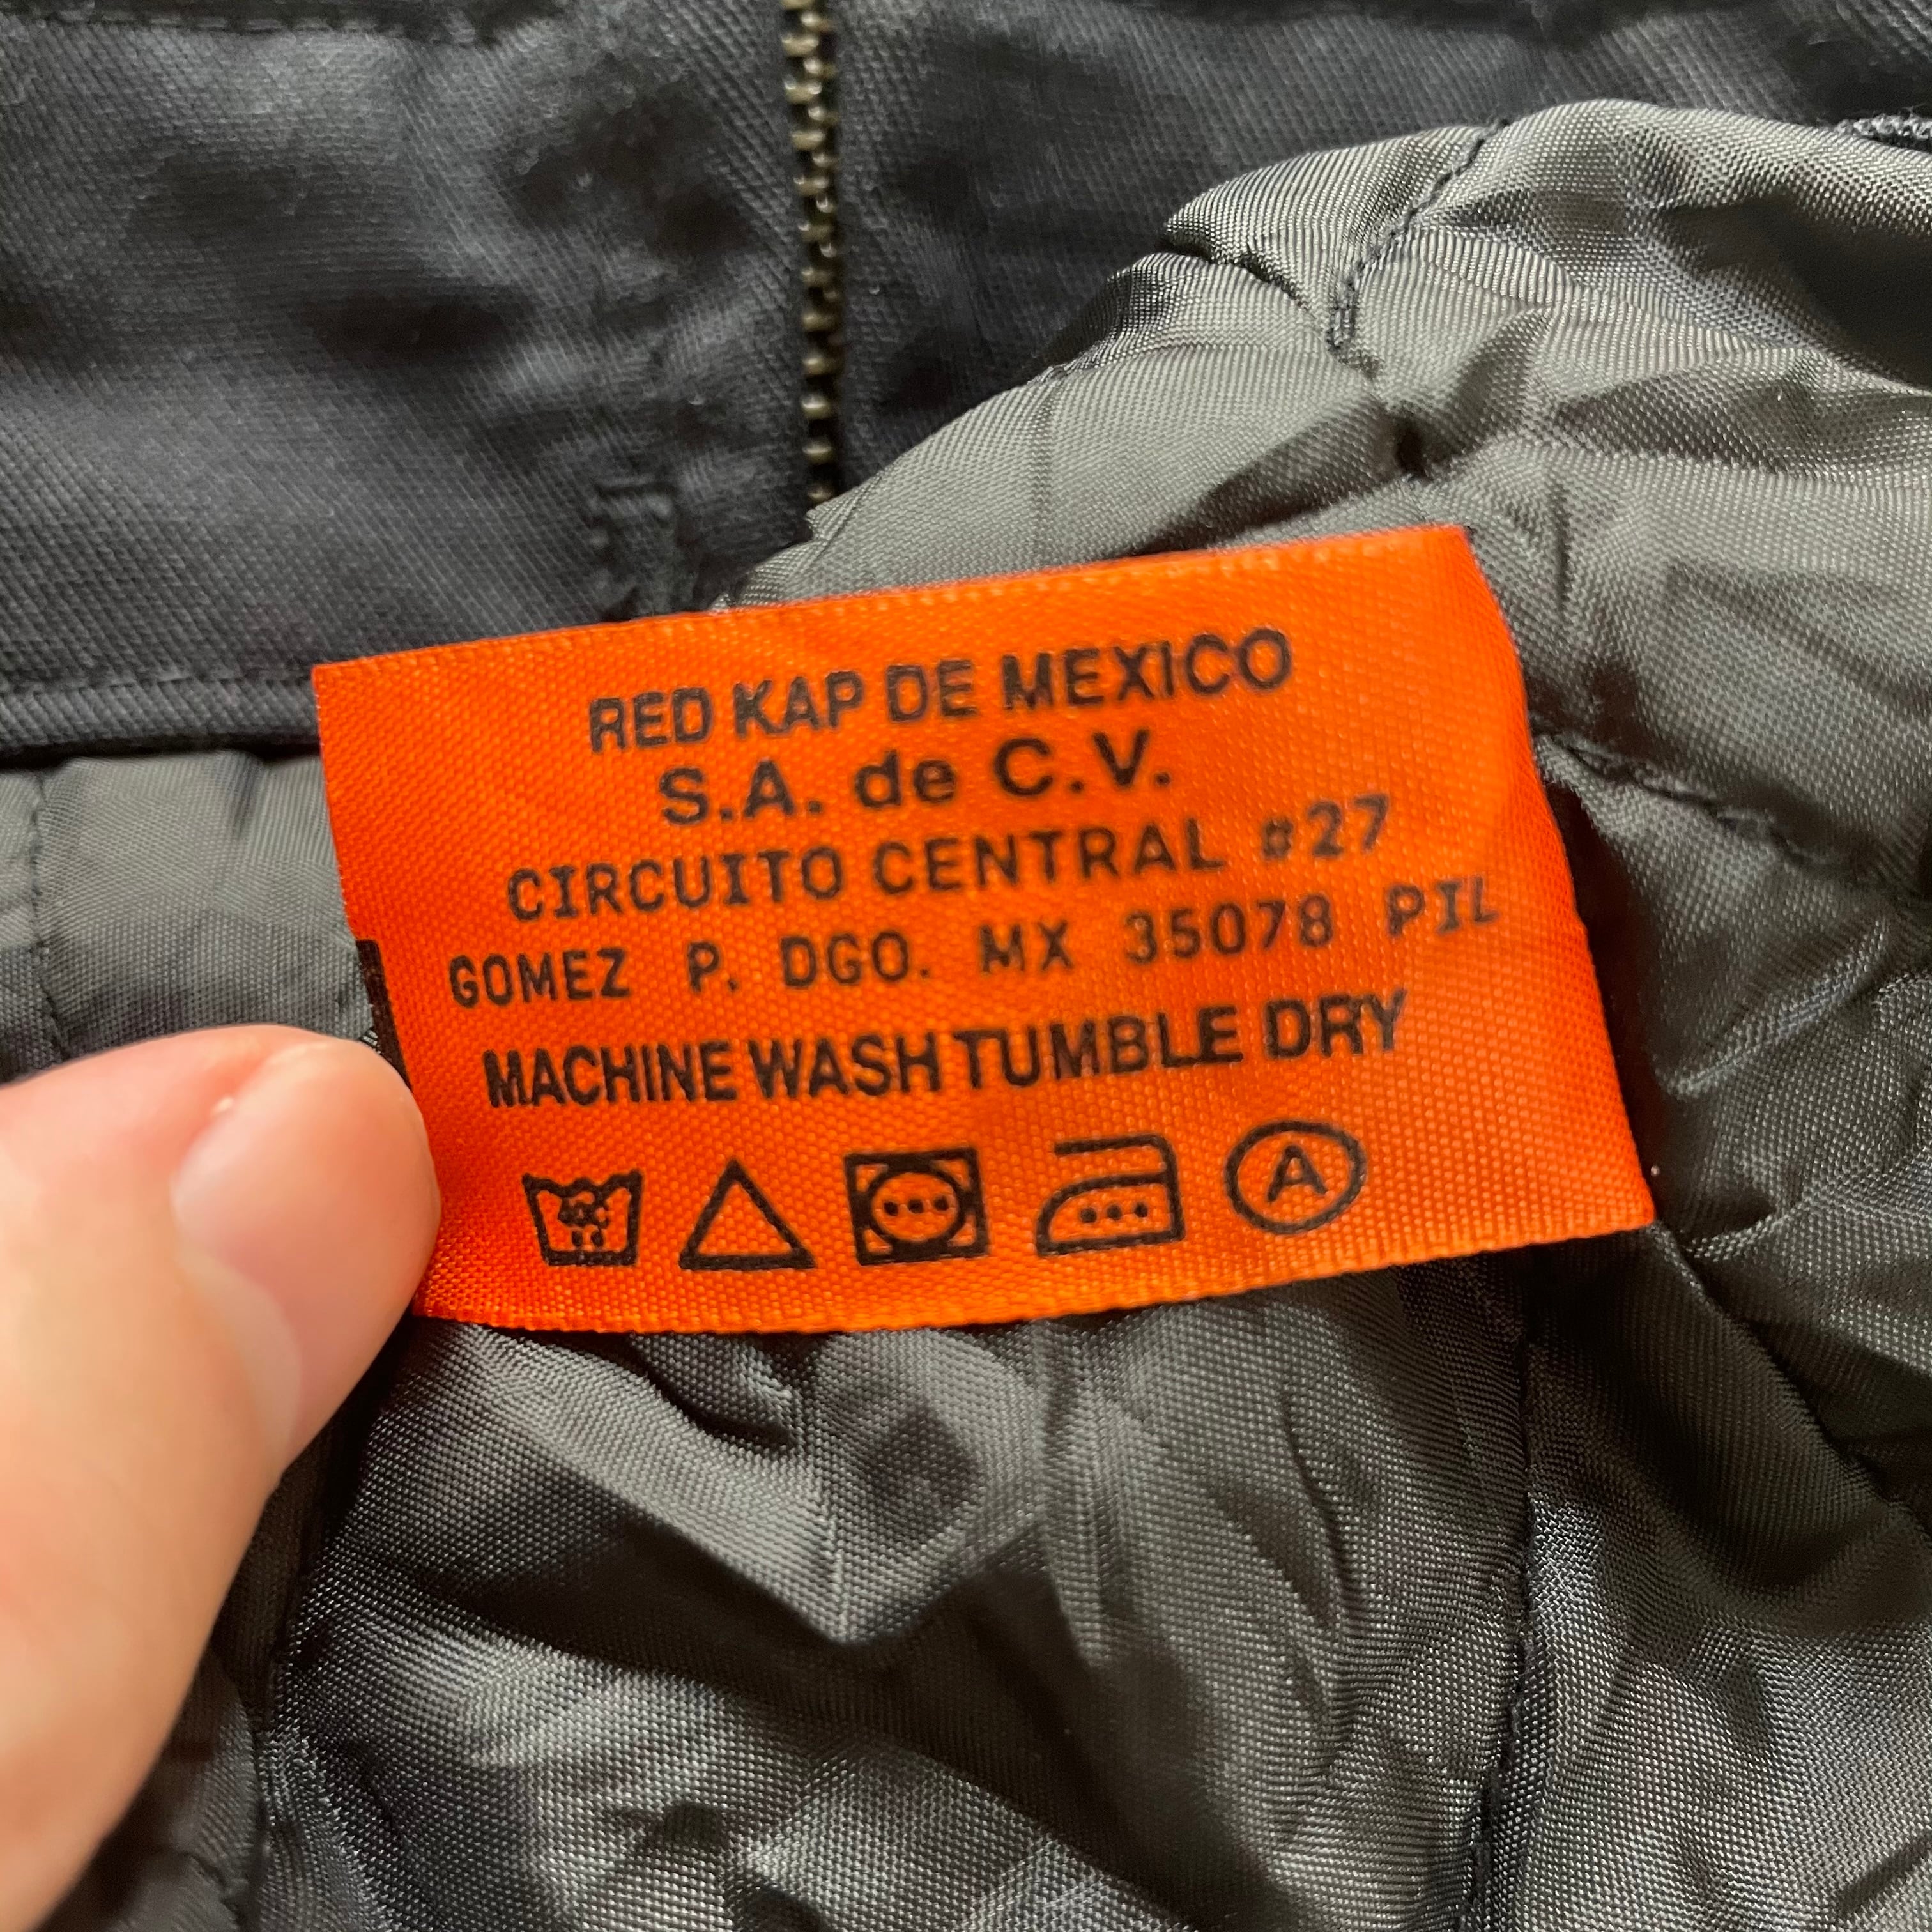 RED KAP DE MEXICO
S.A. de C.V.
CIRCUITO CENTRAL #27
GOMEZ P. DGO. MX 35078 PIL
MACHINE WASH TUMBLE DRY
A